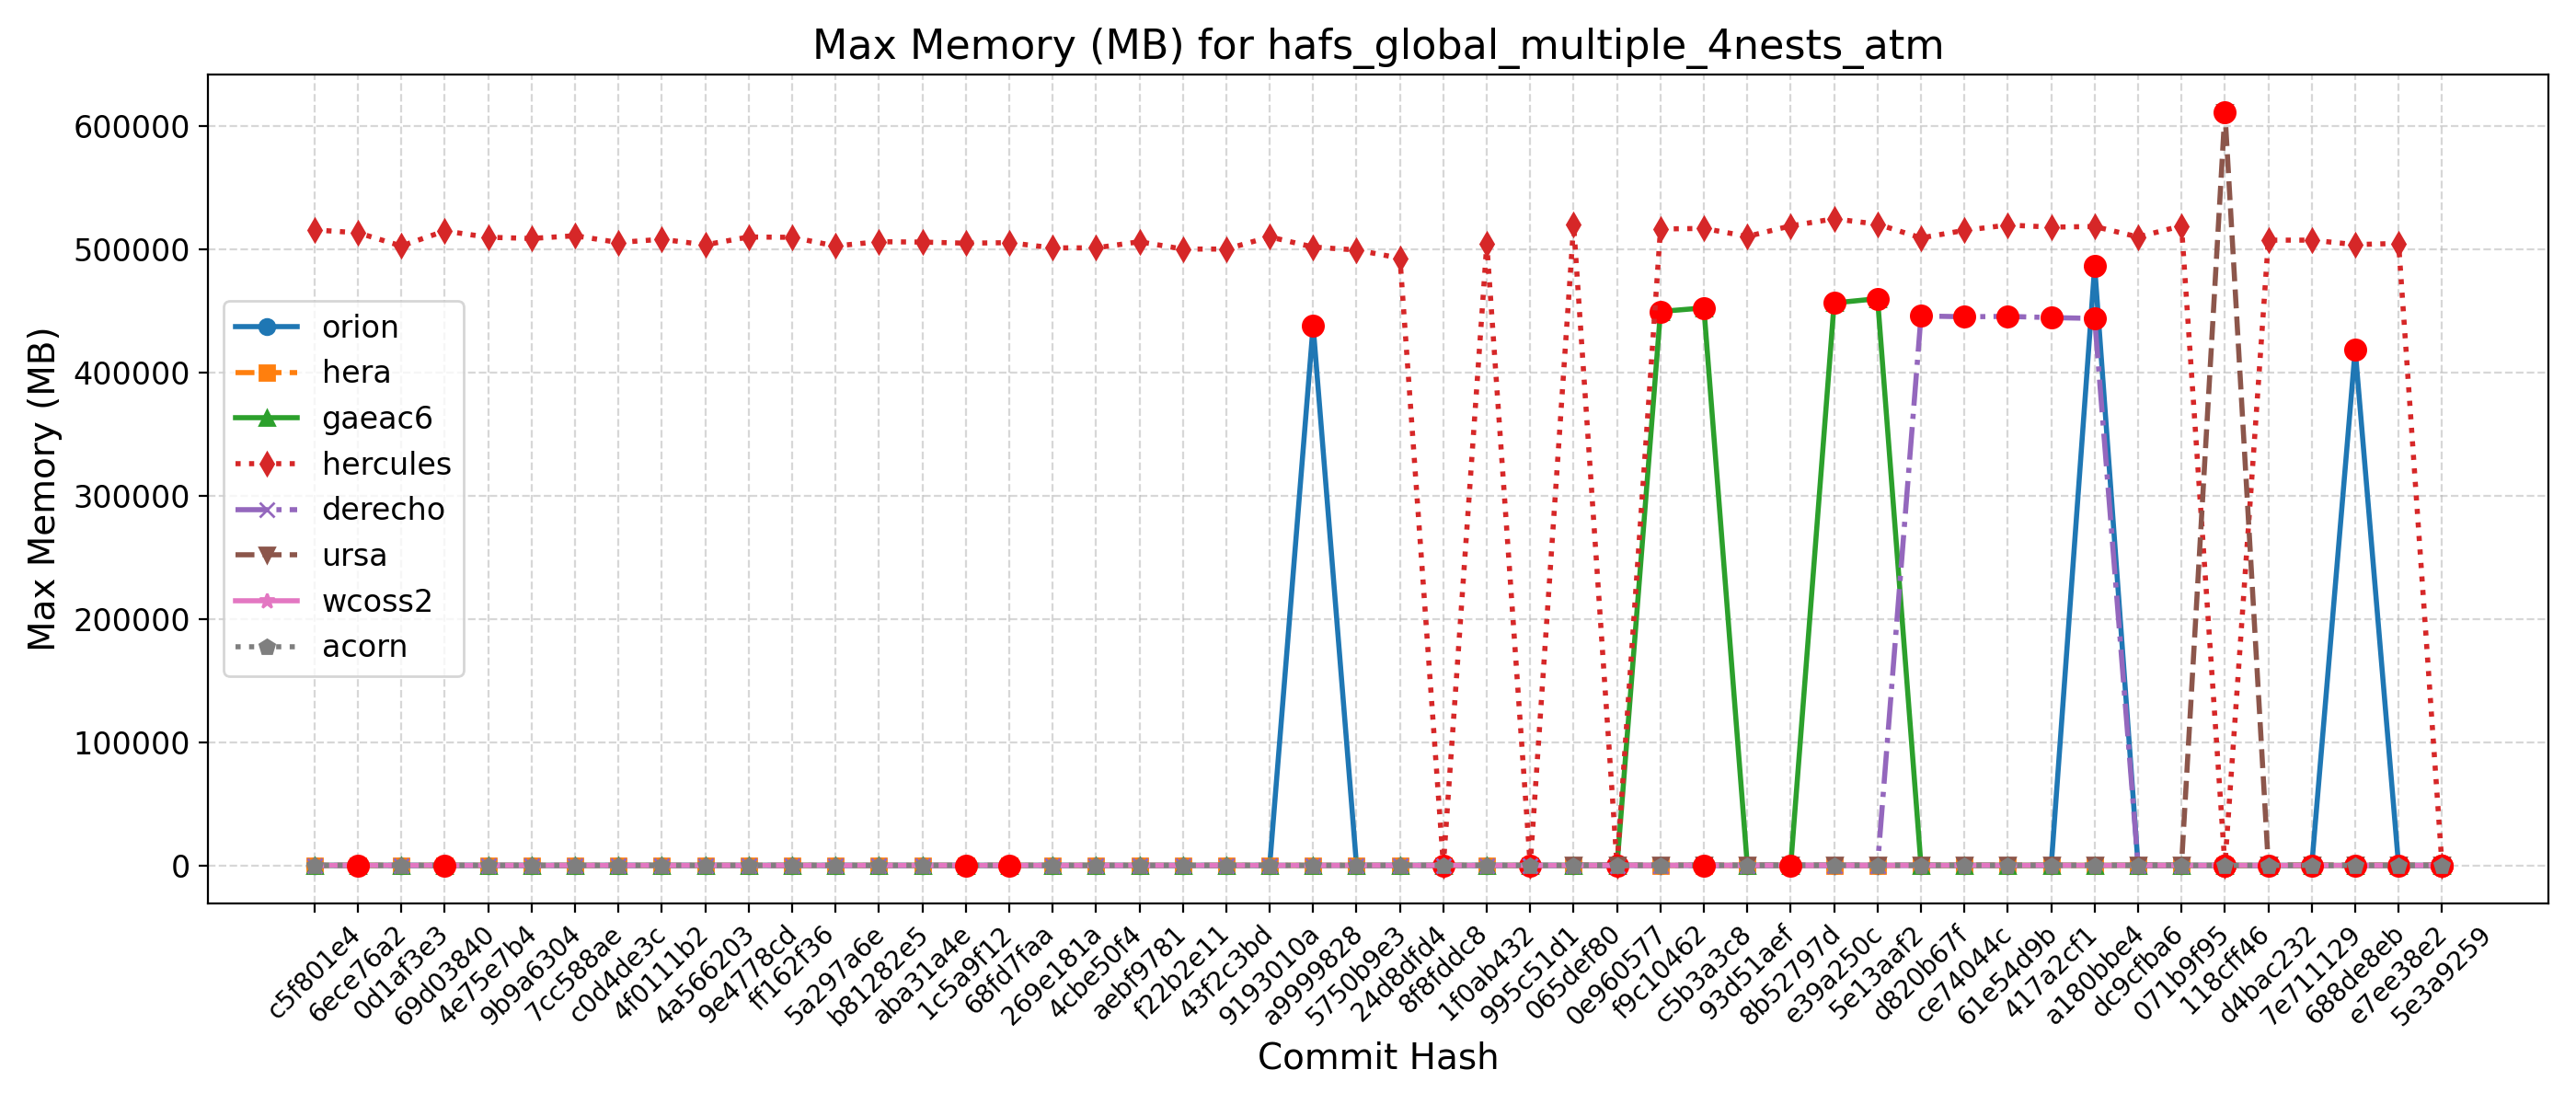 Max Memory (MB) for hafs_global_multiple_4nests_atm
Max Memory (MB)
600000
500000
400000
300000
200000
100000
0
orion
hera
gaeac6
hercules
derecho
ursa
wcoss2
acorn
c5f801e4
6ece76a2
0d1af3e3
69d03840
4e75e7b4
9b9a6304
7cc588ae
c0d4de3c
4f0111b2
4a566203
9e4778cd
ff162f36
5a297a6e
b81282e5
aba31a4e
1c5a9f12
68fd7faa
269e181a
4cbe50f4
aebf9781
f22b2e11
43f2c3bd
9193010a
a9999828
5750b9e3
24d8dfd4
8f8fddc8
1f0ab432
995c51d1
065def80
0e960577
f9c10462
c5b3a3c8
93d51aef
8b52797d
e39a250c
5e13aaf2
d820b67f
ce74044c
61e54d9b
417a2cf1
a180bbe4
dc9cfba6
071b9f95
118cff46
d4bac232
7e711129
688de8eb
e7ee38e2
5e3a9259
Commit Hash